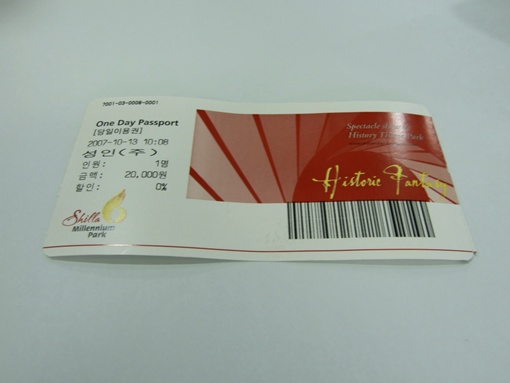 7001-03-0008-0001
One Day Passport
[당일이용권]
2007-10-13 10:08
성인(주)
인원: 1명
금액: 20,000원
할인: 0%
Shilla
Millennium
Park
Spectacle
History
Historic Fantasy